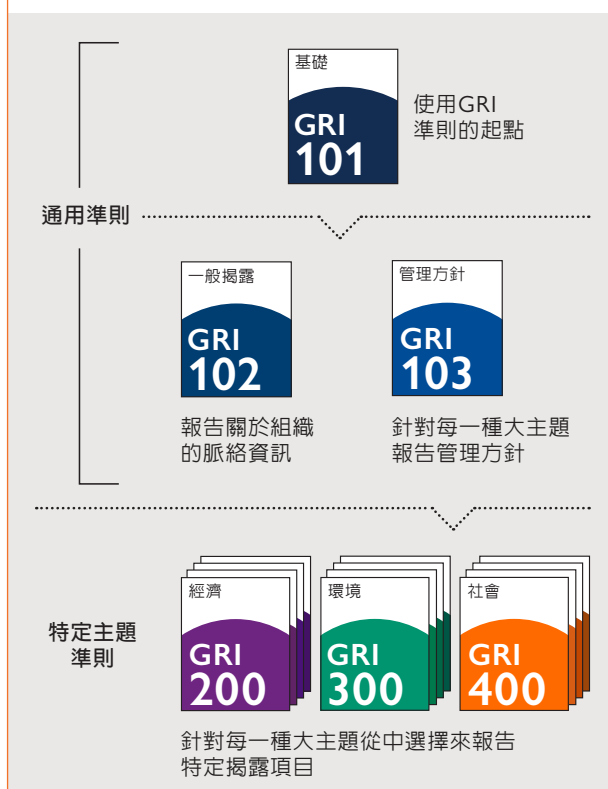 基礎
GRI
101
使用GRI
準則的起點
通用準則
一般揭露
GRI
102
管理方針
GRI
103
報告關於組織
的脈絡資訊
針對每一種大主題
報告管理方針
特定主題
準則
經濟
GRI
200
環境
GRI
300
社會
GRI
400
針對每一種大主題從中選擇來報告
特定揭露項目